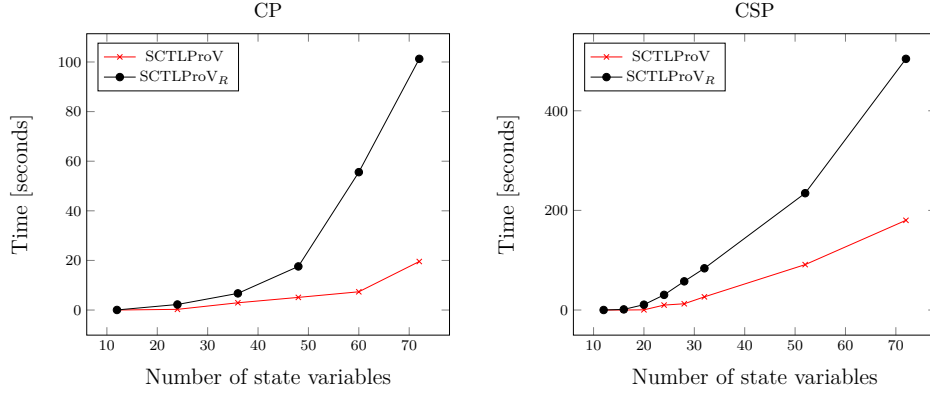 CP
SCTLProV
SCTLProV_R
100
80
60
40
20
0
10 20 30 40 50 60 70
Time [seconds]
Number of state variables
CSP
SCTLProV
SCTLProV_R
400
200
0
10 20 30 40 50 60 70
Time [seconds]
Number of state variables